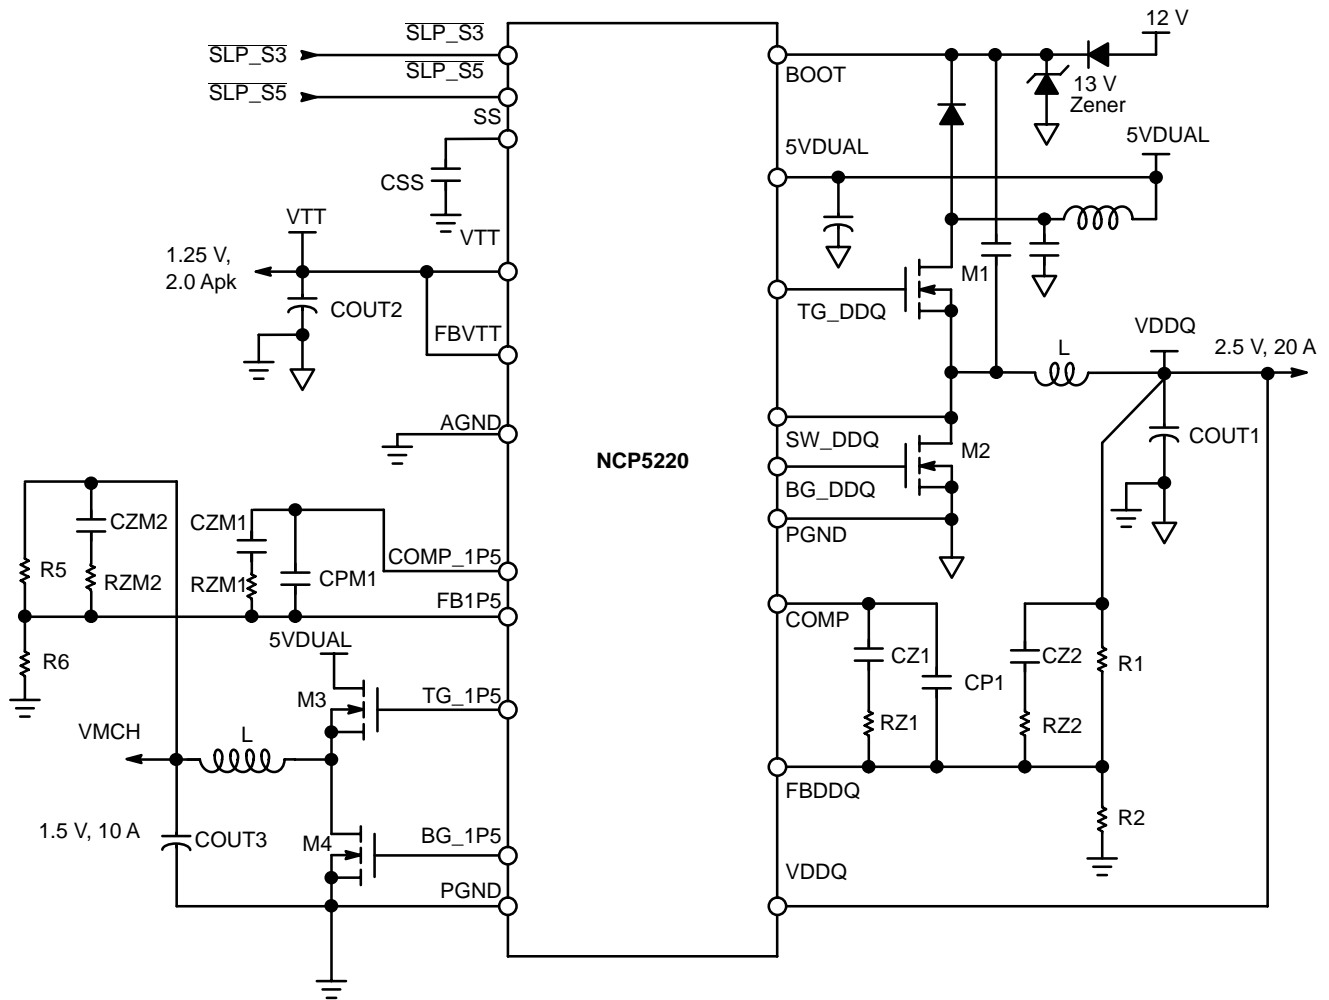 SLP_S3
SLP_S3
SLP_S5
SLP_S5
SS
CSS
VTT
VTT
1.25 V,
2.0 Apk
COUT2
FBVTT
AGND
CZM2
CZM1
COMP_1P5
R5
RZM2
RZM1
CPM1
FB1P5
5VDUAL
R6
M3
TG_1P5
VMCH
L
1.5 V, 10 A
COUT3
M4
BG_1P5
PGND
NCP5220
12 V
BOOT
13 V
Zener
5VDUAL
5VDUAL
M1
TG_DDQ
VDDQ
L
2.5 V, 20 A
SW_DDQ
M2
COUT1
BG_DDQ
PGND
COMP
CZ1
CP1
CZ2
R1
RZ1
RZ2
FBDDQ
R2
VDDQ